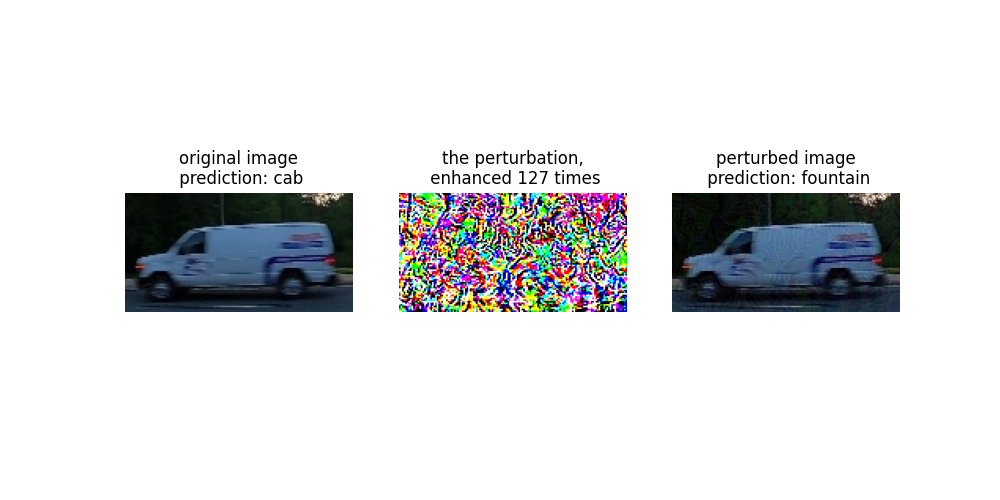 original image
prediction: cab
the perturbation,
enhanced 127 times
perturbed image
prediction: fountain